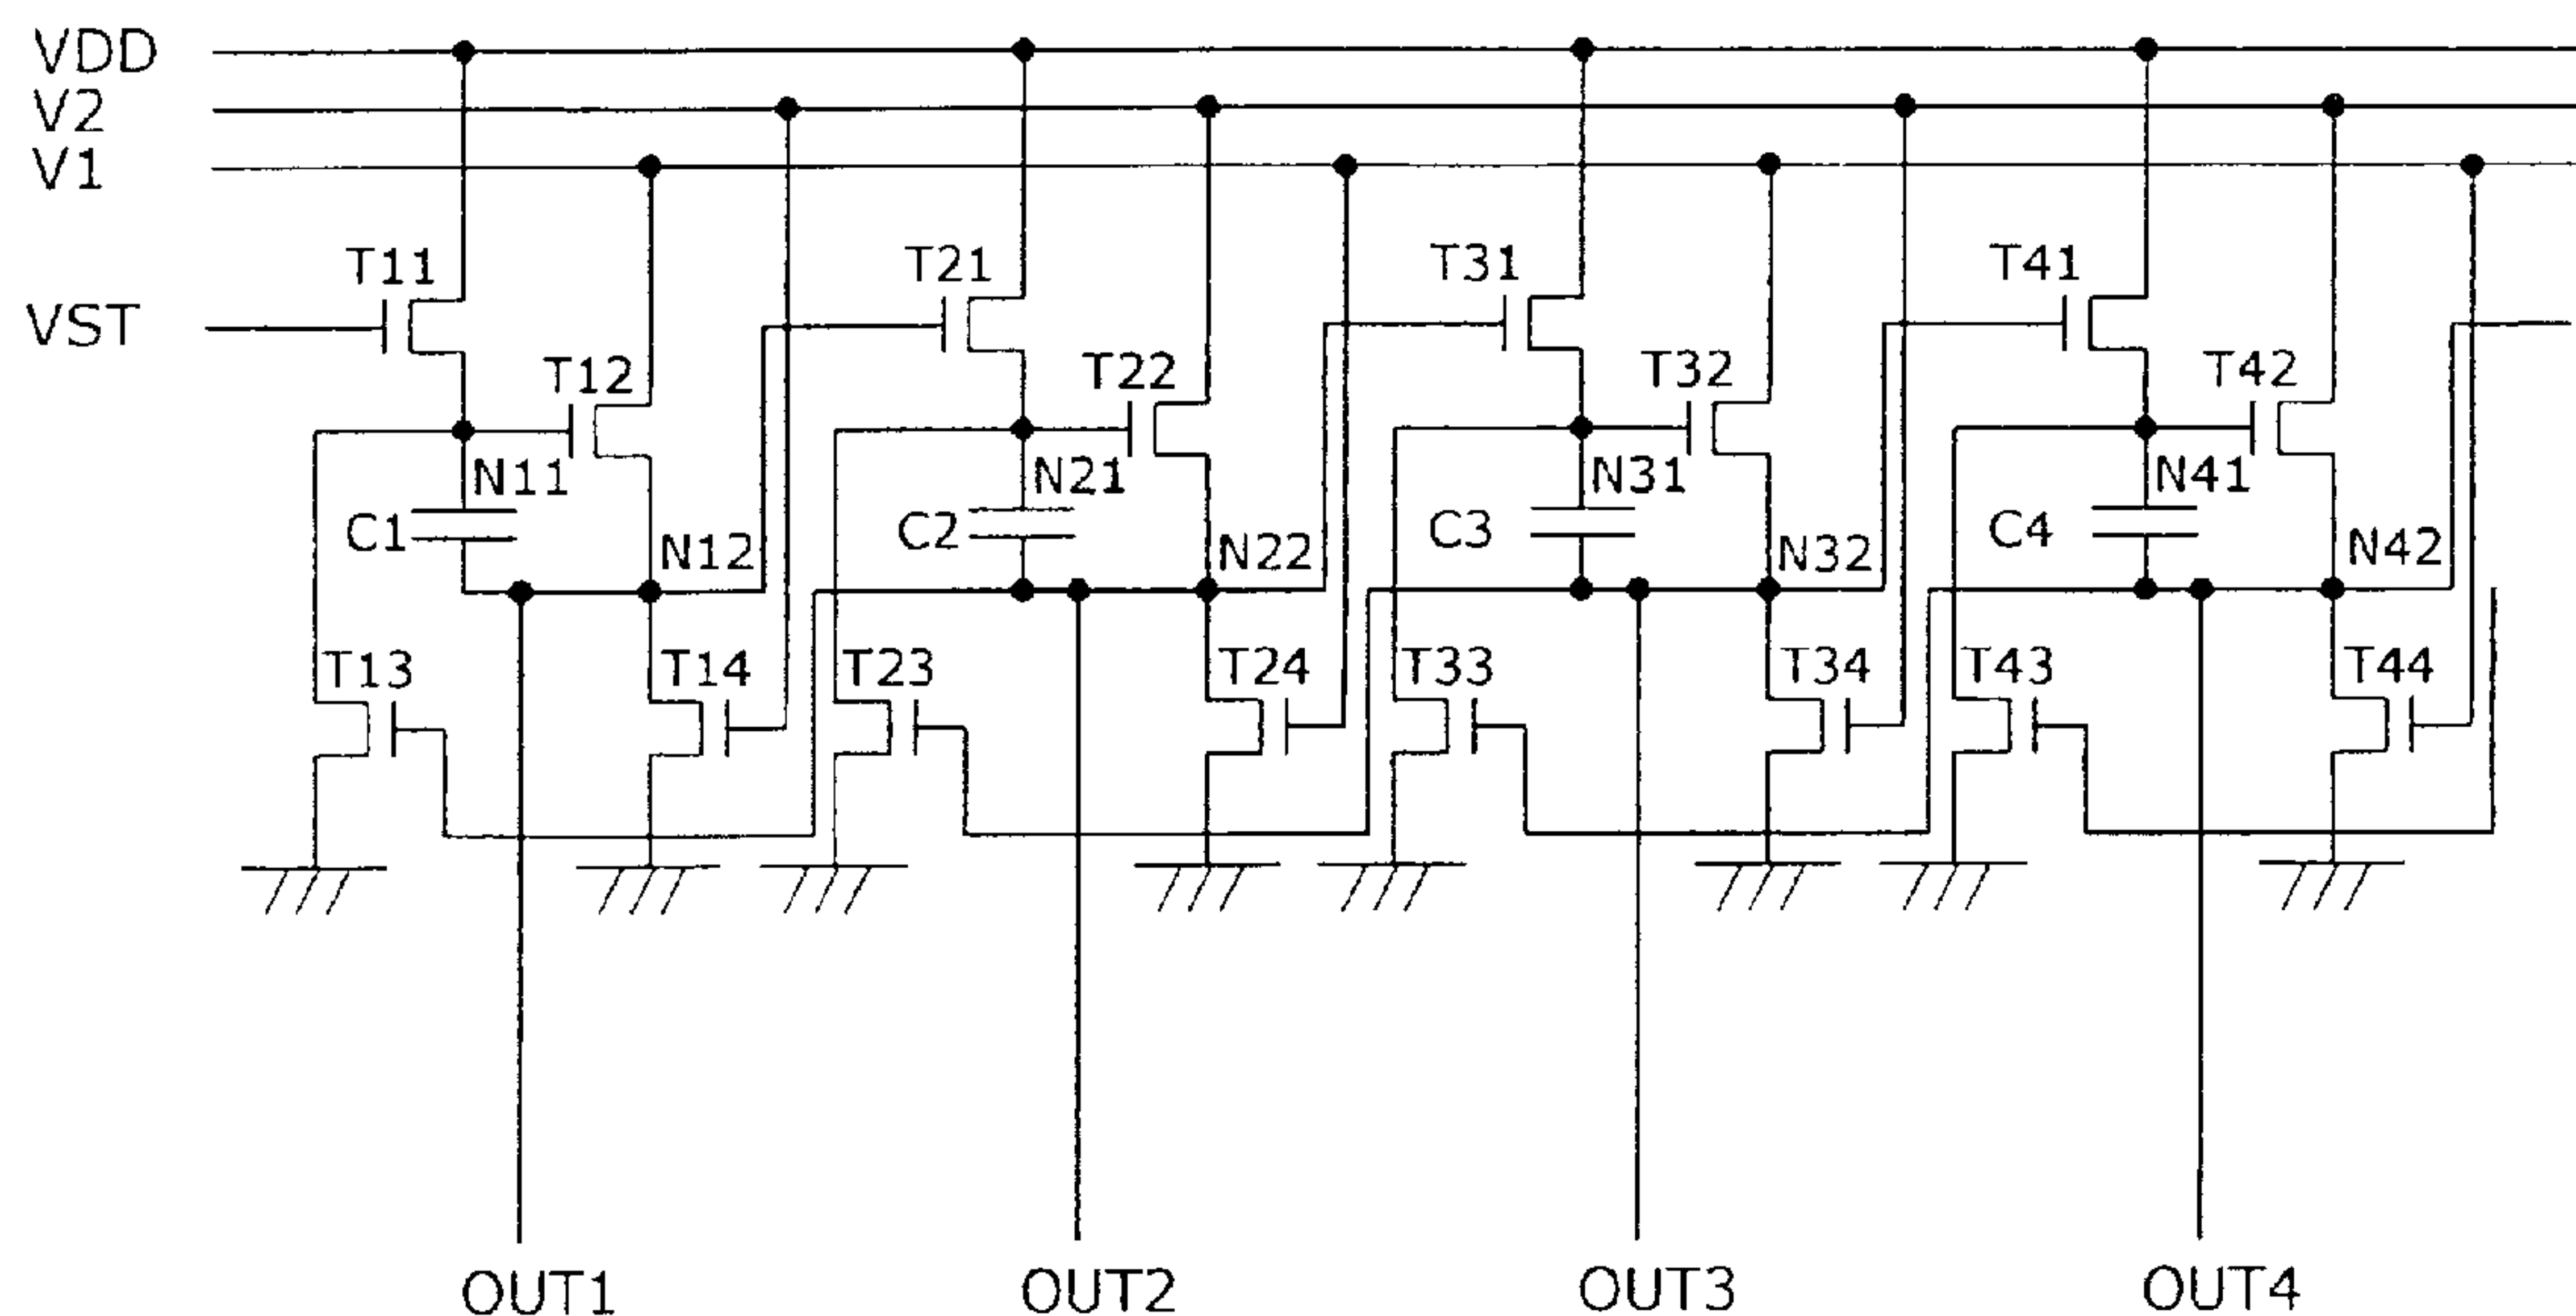 VDD
V2
V1
VST
T11
T21
T31
T41
T12
T22
T32
T42
N11
N21
N31
N41
C1
C2
C3
C4
N12
N22
N32
N42
T13
T14
T23
T24
T33
T34
T43
T44
OUT1
OUT2
OUT3
OUT4